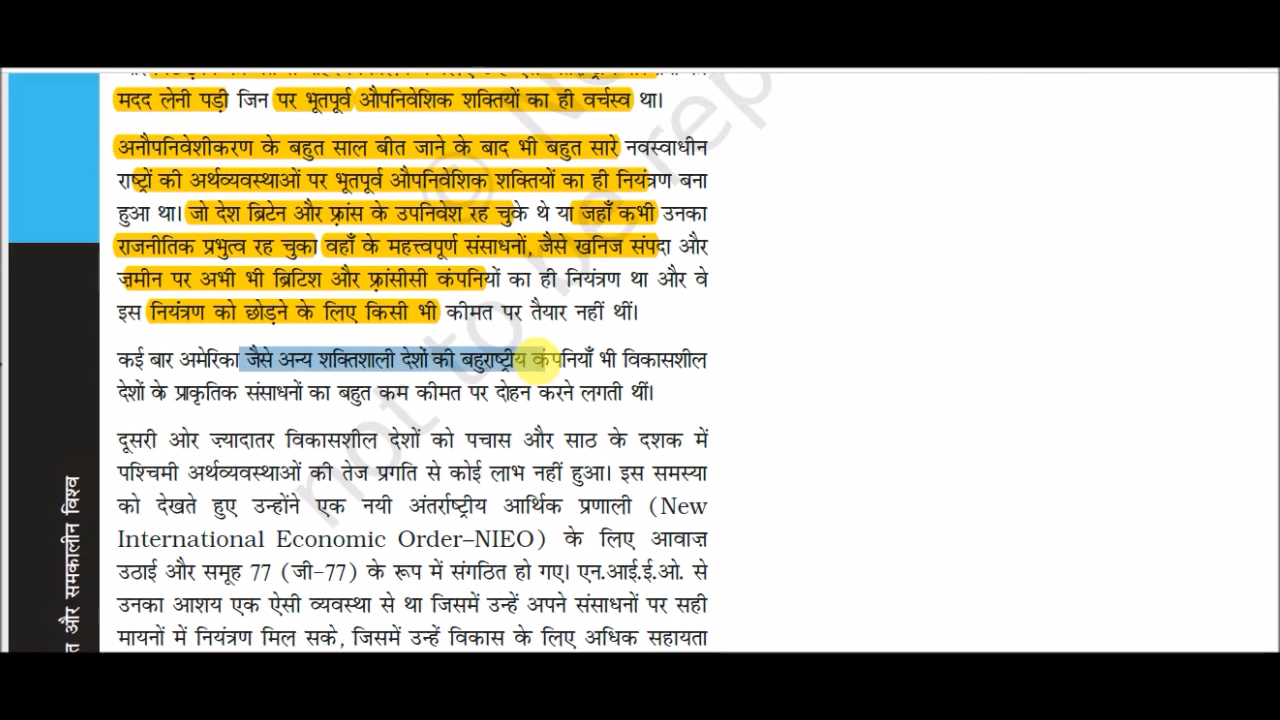 मदद लेनी पड़ी जिन पर भूतपूर्व औपनिवेशिक शक्तियों का ही वर्चस्व था।
अनौपनिवेशीकरण के बहुत साल बीत जाने के बाद भी बहुत सारे नवस्वाधीन
राष्ट्रों की अर्थव्यवस्थाओं पर भूतपूर्व औपनिवेशिक शक्तियों का ही नियंत्रण बना
हुआ था। जो देश ब्रिटेन और फ़्रांस के उपनिवेश रह चुके थे या जहाँ कभी उनका
राजनीतिक प्रभुत्व रह चुका वहाँ के महत्त्वपूर्ण संसाधनों, जैसे खनिज संपदा और
ज़मीन पर अभी भी ब्रिटिश और फ़्रांसीसी कंपनियों का ही नियंत्रण था और वे
इस नियंत्रण को छोड़ने के लिए किसी भी कीमत पर तैयार नहीं थीं।
कई बार अमेरिका जैसे अन्य शक्तिशाली देशों की बहुराष्ट्रीय कंपनियाँ भी विकासशील
देशों के प्राकृतिक संसाधनों का बहुत कम कीमत पर दोहन करने लगती थीं।
दूसरी ओर ज़्यादातर विकासशील देशों को पचास और साठ के दशक में
पश्चिमी अर्थव्यवस्थाओं की तेज प्रगति से कोई लाभ नहीं हुआ। इस समस्या
को देखते हुए उन्होंने एक नयी अंतर्राष्ट्रीय आर्थिक प्रणाली (New
International Economic Order–NIEO) के लिए आवाज़
उठाई और समूह 77 (जी-77) के रूप में संगठित हो गए। एन.आई.ई.ओ. से
उनका आशय एक ऐसी व्यवस्था से था जिसमें उन्हें अपने संसाधनों पर सही
मायनों में नियंत्रण मिल सके, जिसमें उन्हें विकास के लिए अधिक सहायता
और समकालीन विश्व
not to be rep